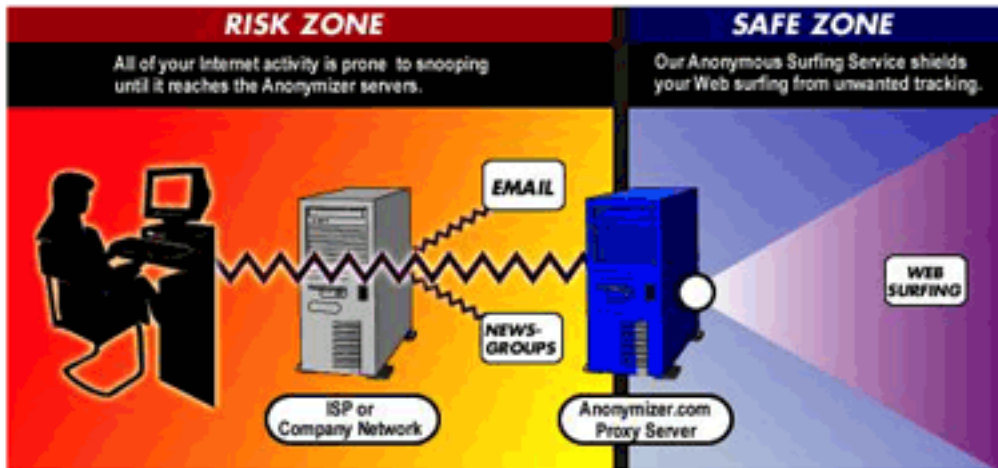 RISK ZONE
All of your Internet activity is prone to snooping
until it reaches the Anonymizer servers.
SAFE ZONE
Our Anonymous Surfing Service shields
your Web surfing from unwanted tracking.
EMAIL
NEWS-
GROUPS
WEB
SURFING
ISP or
Company Network
Anonymizer.com
Proxy Server